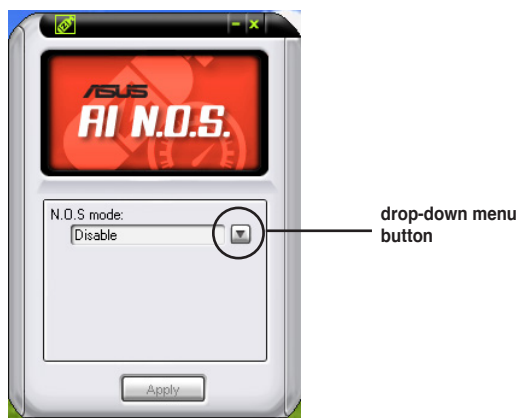 ASUS
AI N.O.S.
N.O.S mode:
Disable
drop-down menu
button
Apply